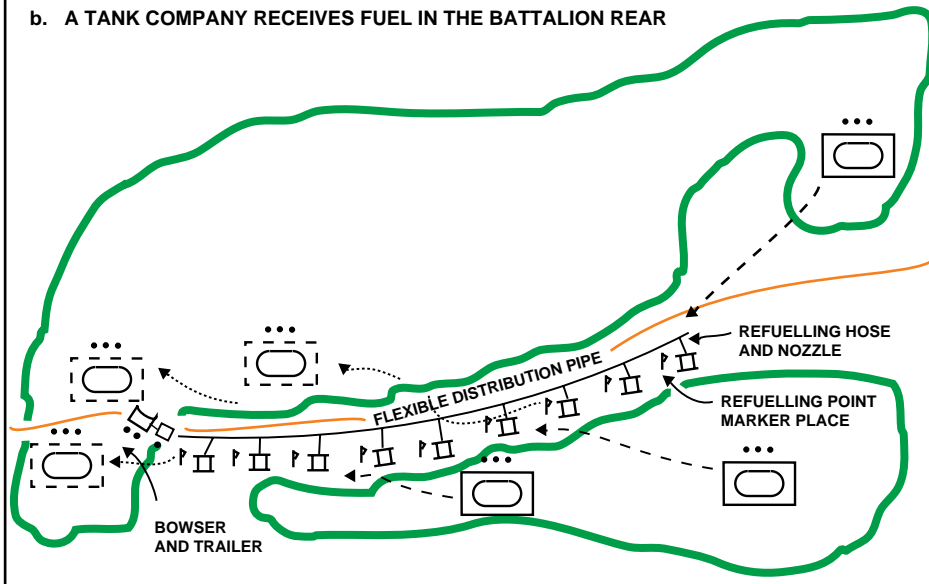 b. A TANK COMPANY RECEIVES FUEL IN THE BATTALION REAR
REFUELLING HOSE
AND NOZZLE
FLEXIBLE DISTRIBUTION PIPE
REFUELLING POINT
MARKER PLACE
BOWSER
AND TRAILER